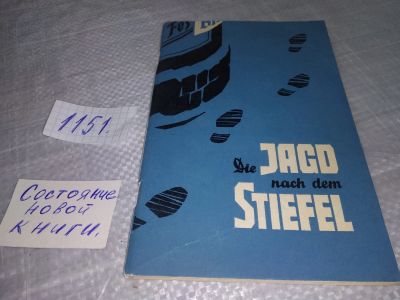 Die JAGD
nach dem
STIEFEL
1151.
Состояние
новой
книги.